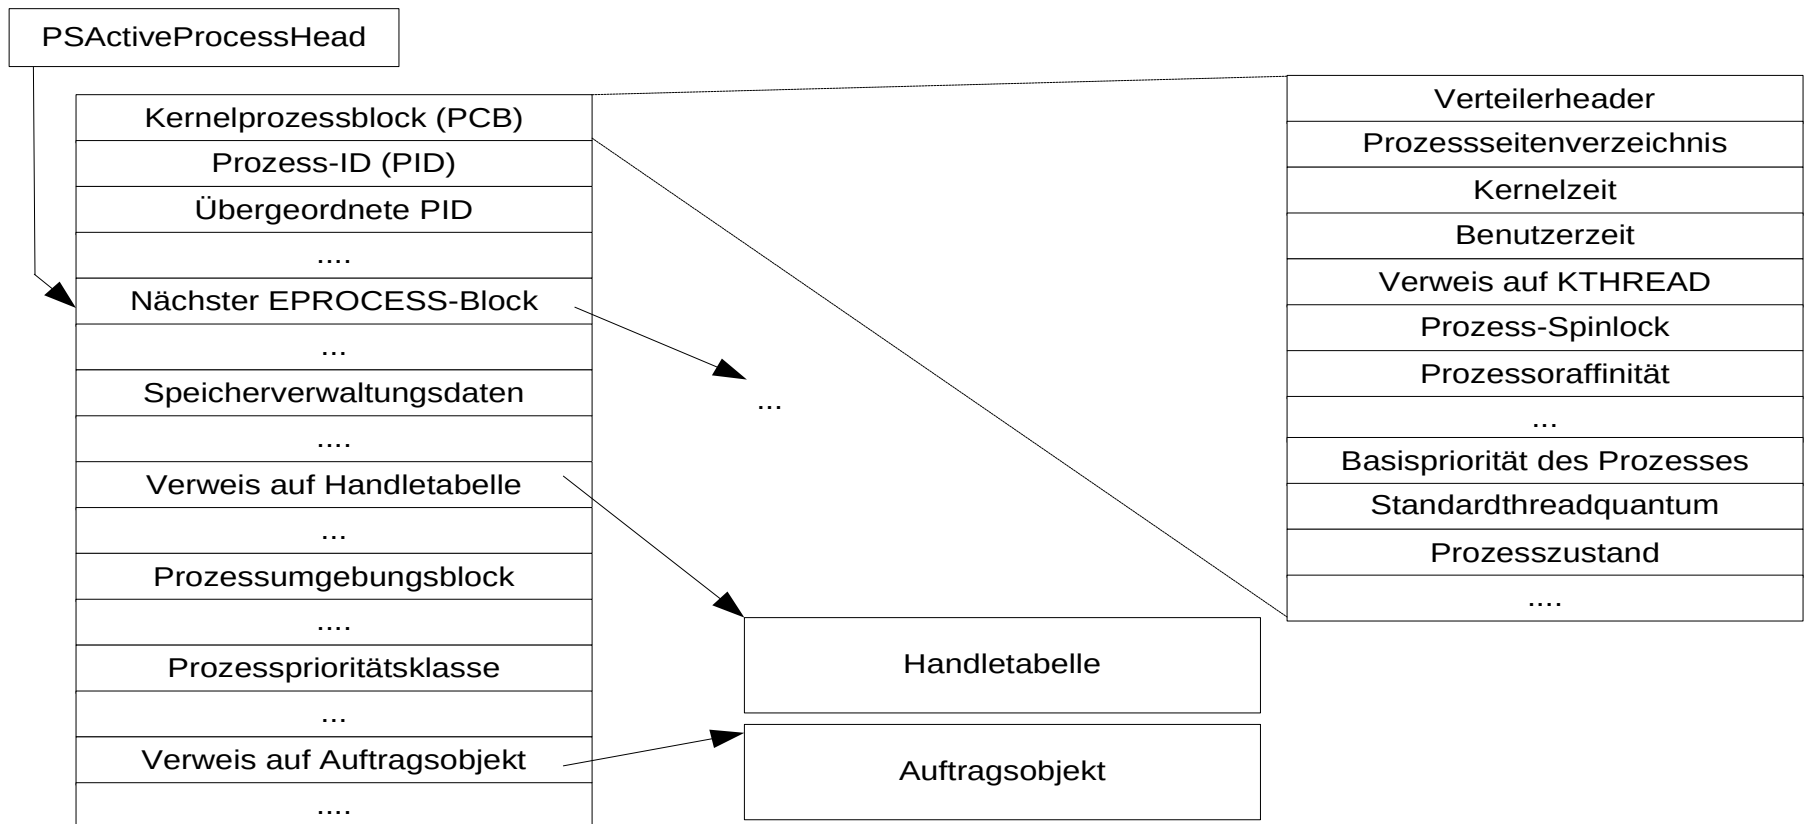 PSActiveProcessHead
Kernelprozessblock (PCB)
Prozess-ID (PID)
Übergeordnete PID
....
Nächster EPROCESS-Block
...
Speicherverwaltungsdaten
....
Verweis auf Handletabelle
...
Prozessumgebungsblock
....
Prozessprioritätsklasse
...
Verweis auf Auftragsobjekt
....
...
Handletabelle
Auftragsobjekt
Verteilerheader
Prozessseitenverzeichnis
Kernelzeit
Benutzerzeit
Verweis auf KTHREAD
Prozess-Spinlock
Prozessoraffinität
...
Basispriorität des Prozesses
Standardthreadquantum
Prozesszustand
....